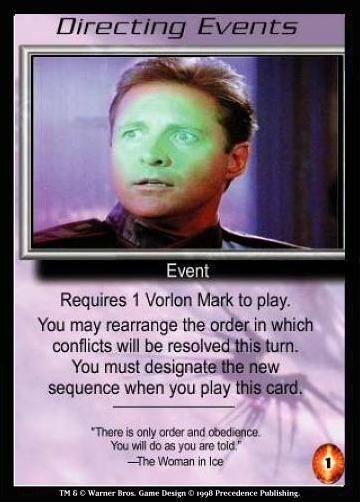 Directing Events
Event
Requires 1 Vorlon Mark to play.
You may rearrange the order in which
conflicts will be resolved this turn.
You must designate the new
sequence when you play this card.
"There is only order and obedience.
You will do as you are told."
—The Woman in Ice
1
TM & © Warner Bros. Game Design © 1998 Precedence Publishing.